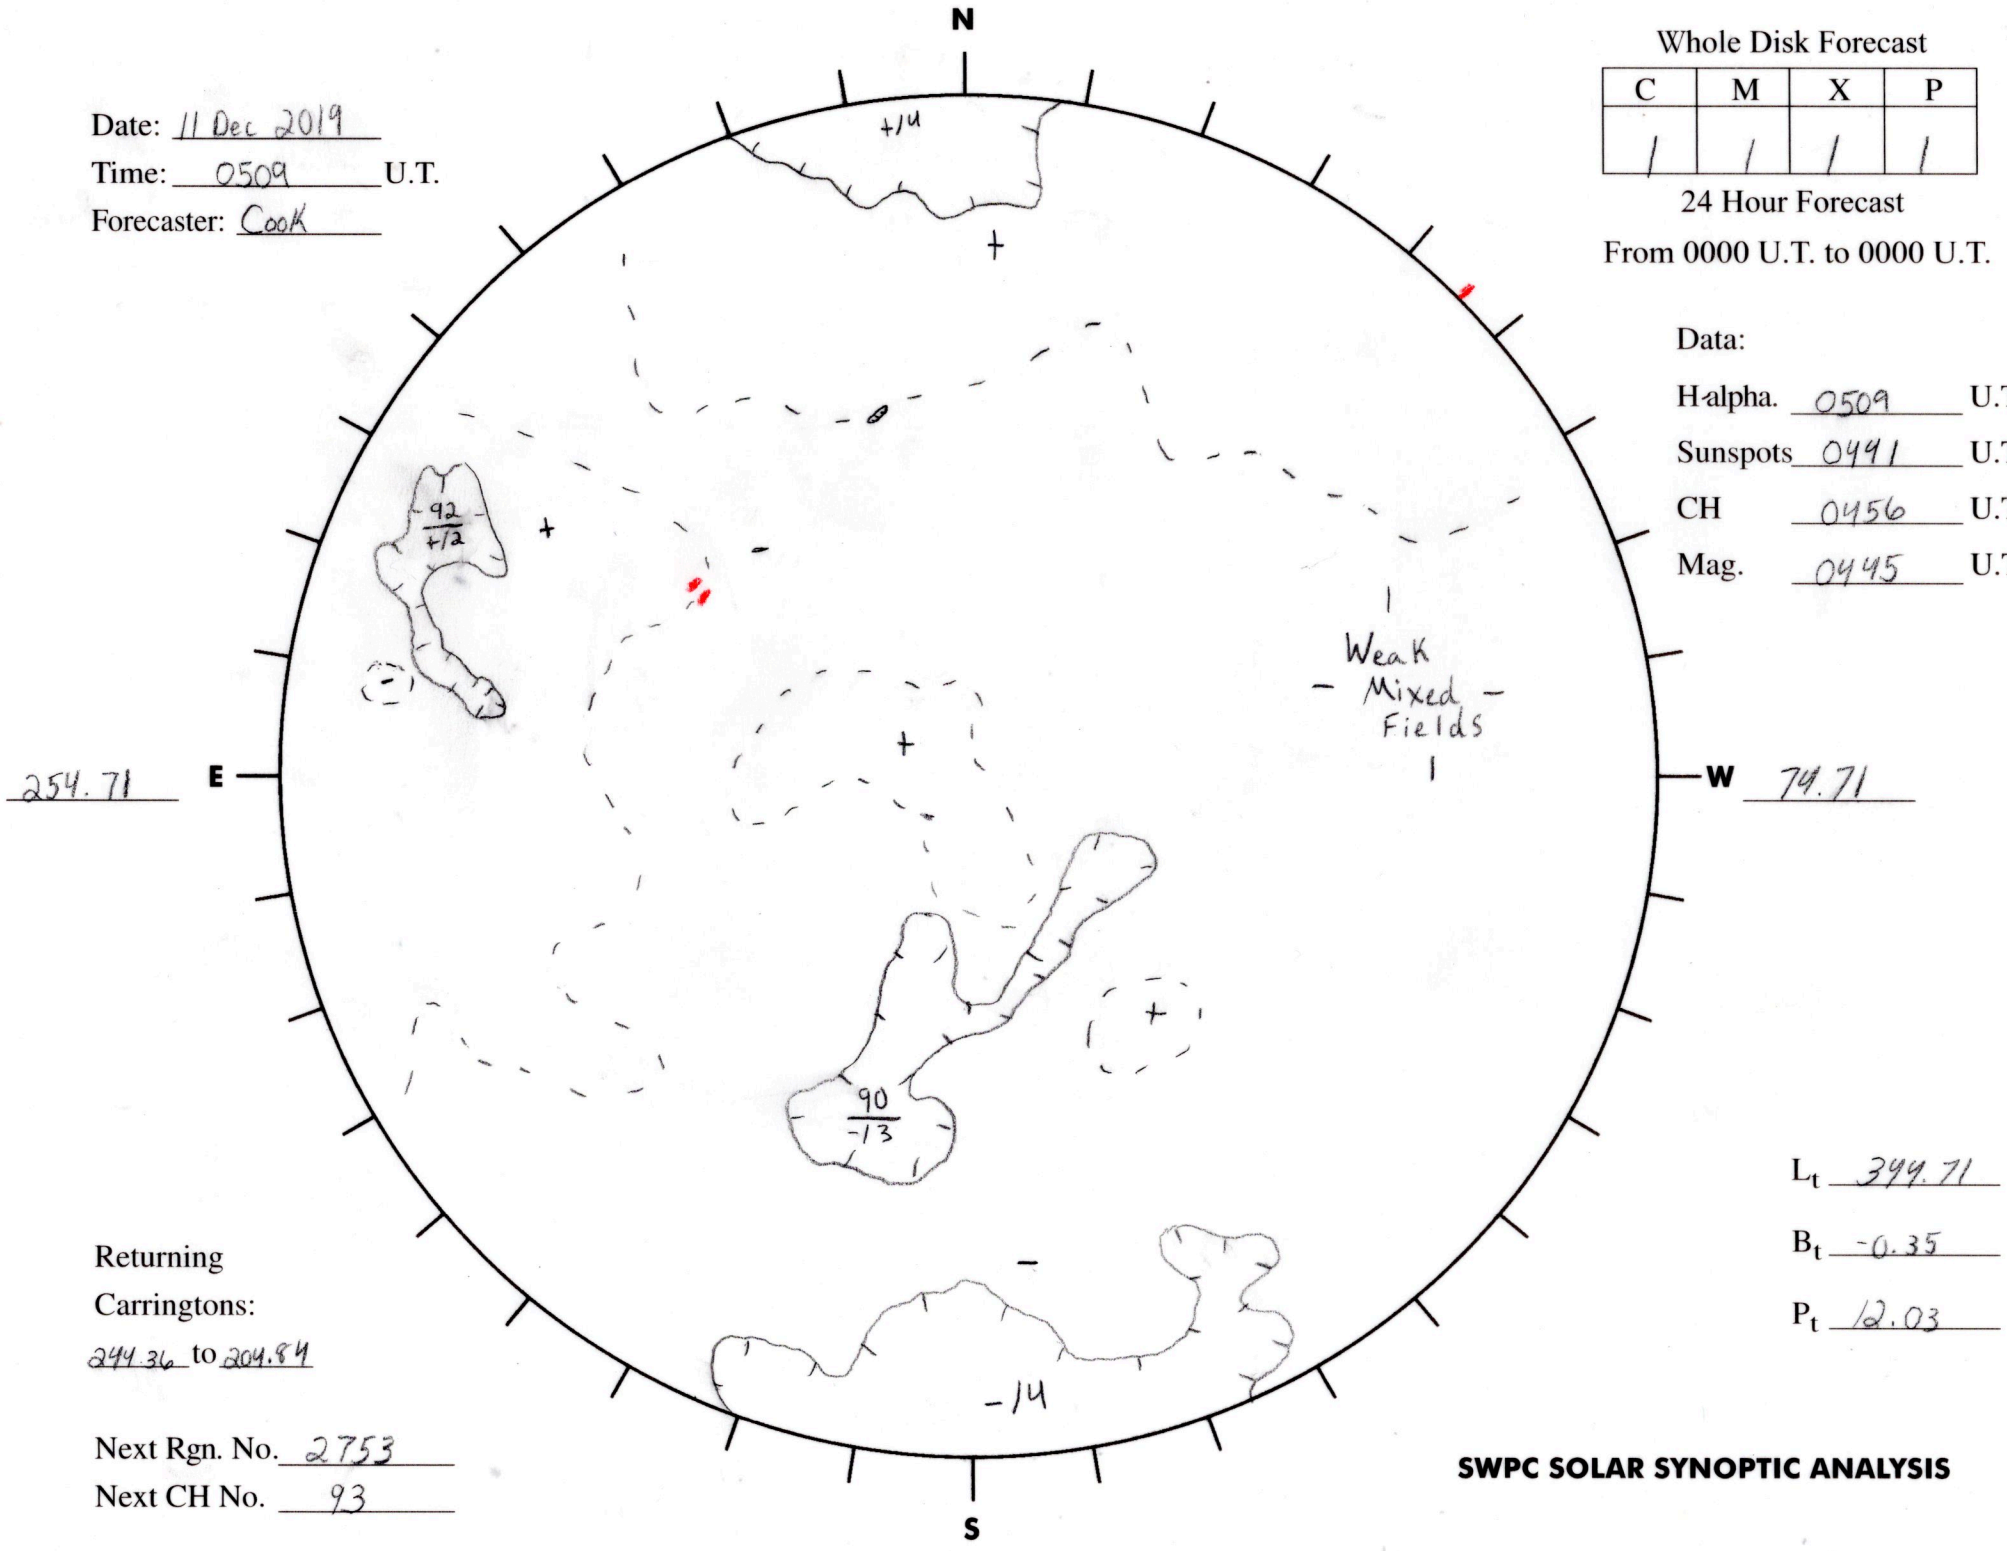 N
Whole Disk Forecast
C M X P
1 1 1 1
24 Hour Forecast
From 0000 U.T. to 0000 U.T.
Date: 11 Dec 2019
Time: 0509 U.T.
Forecaster: Cook
+14
+
Data:
H-alpha. 0509 U.T
Sunspots 0441 U.T
CH 0456 U.T
Mag. 0445 U.T
92
+12
+
-
-
Weak
- Mixed -
Fields
+
254.71 E
W 74.71
+
90
-13
Lt 344.71
Bt -0.35
Pt 12.03
-
-14
Returning
Carringtons:
244.36 to 204.84
Next Rgn. No. 2753
Next CH No. 93
SWPC SOLAR SYNOPTIC ANALYSIS
S